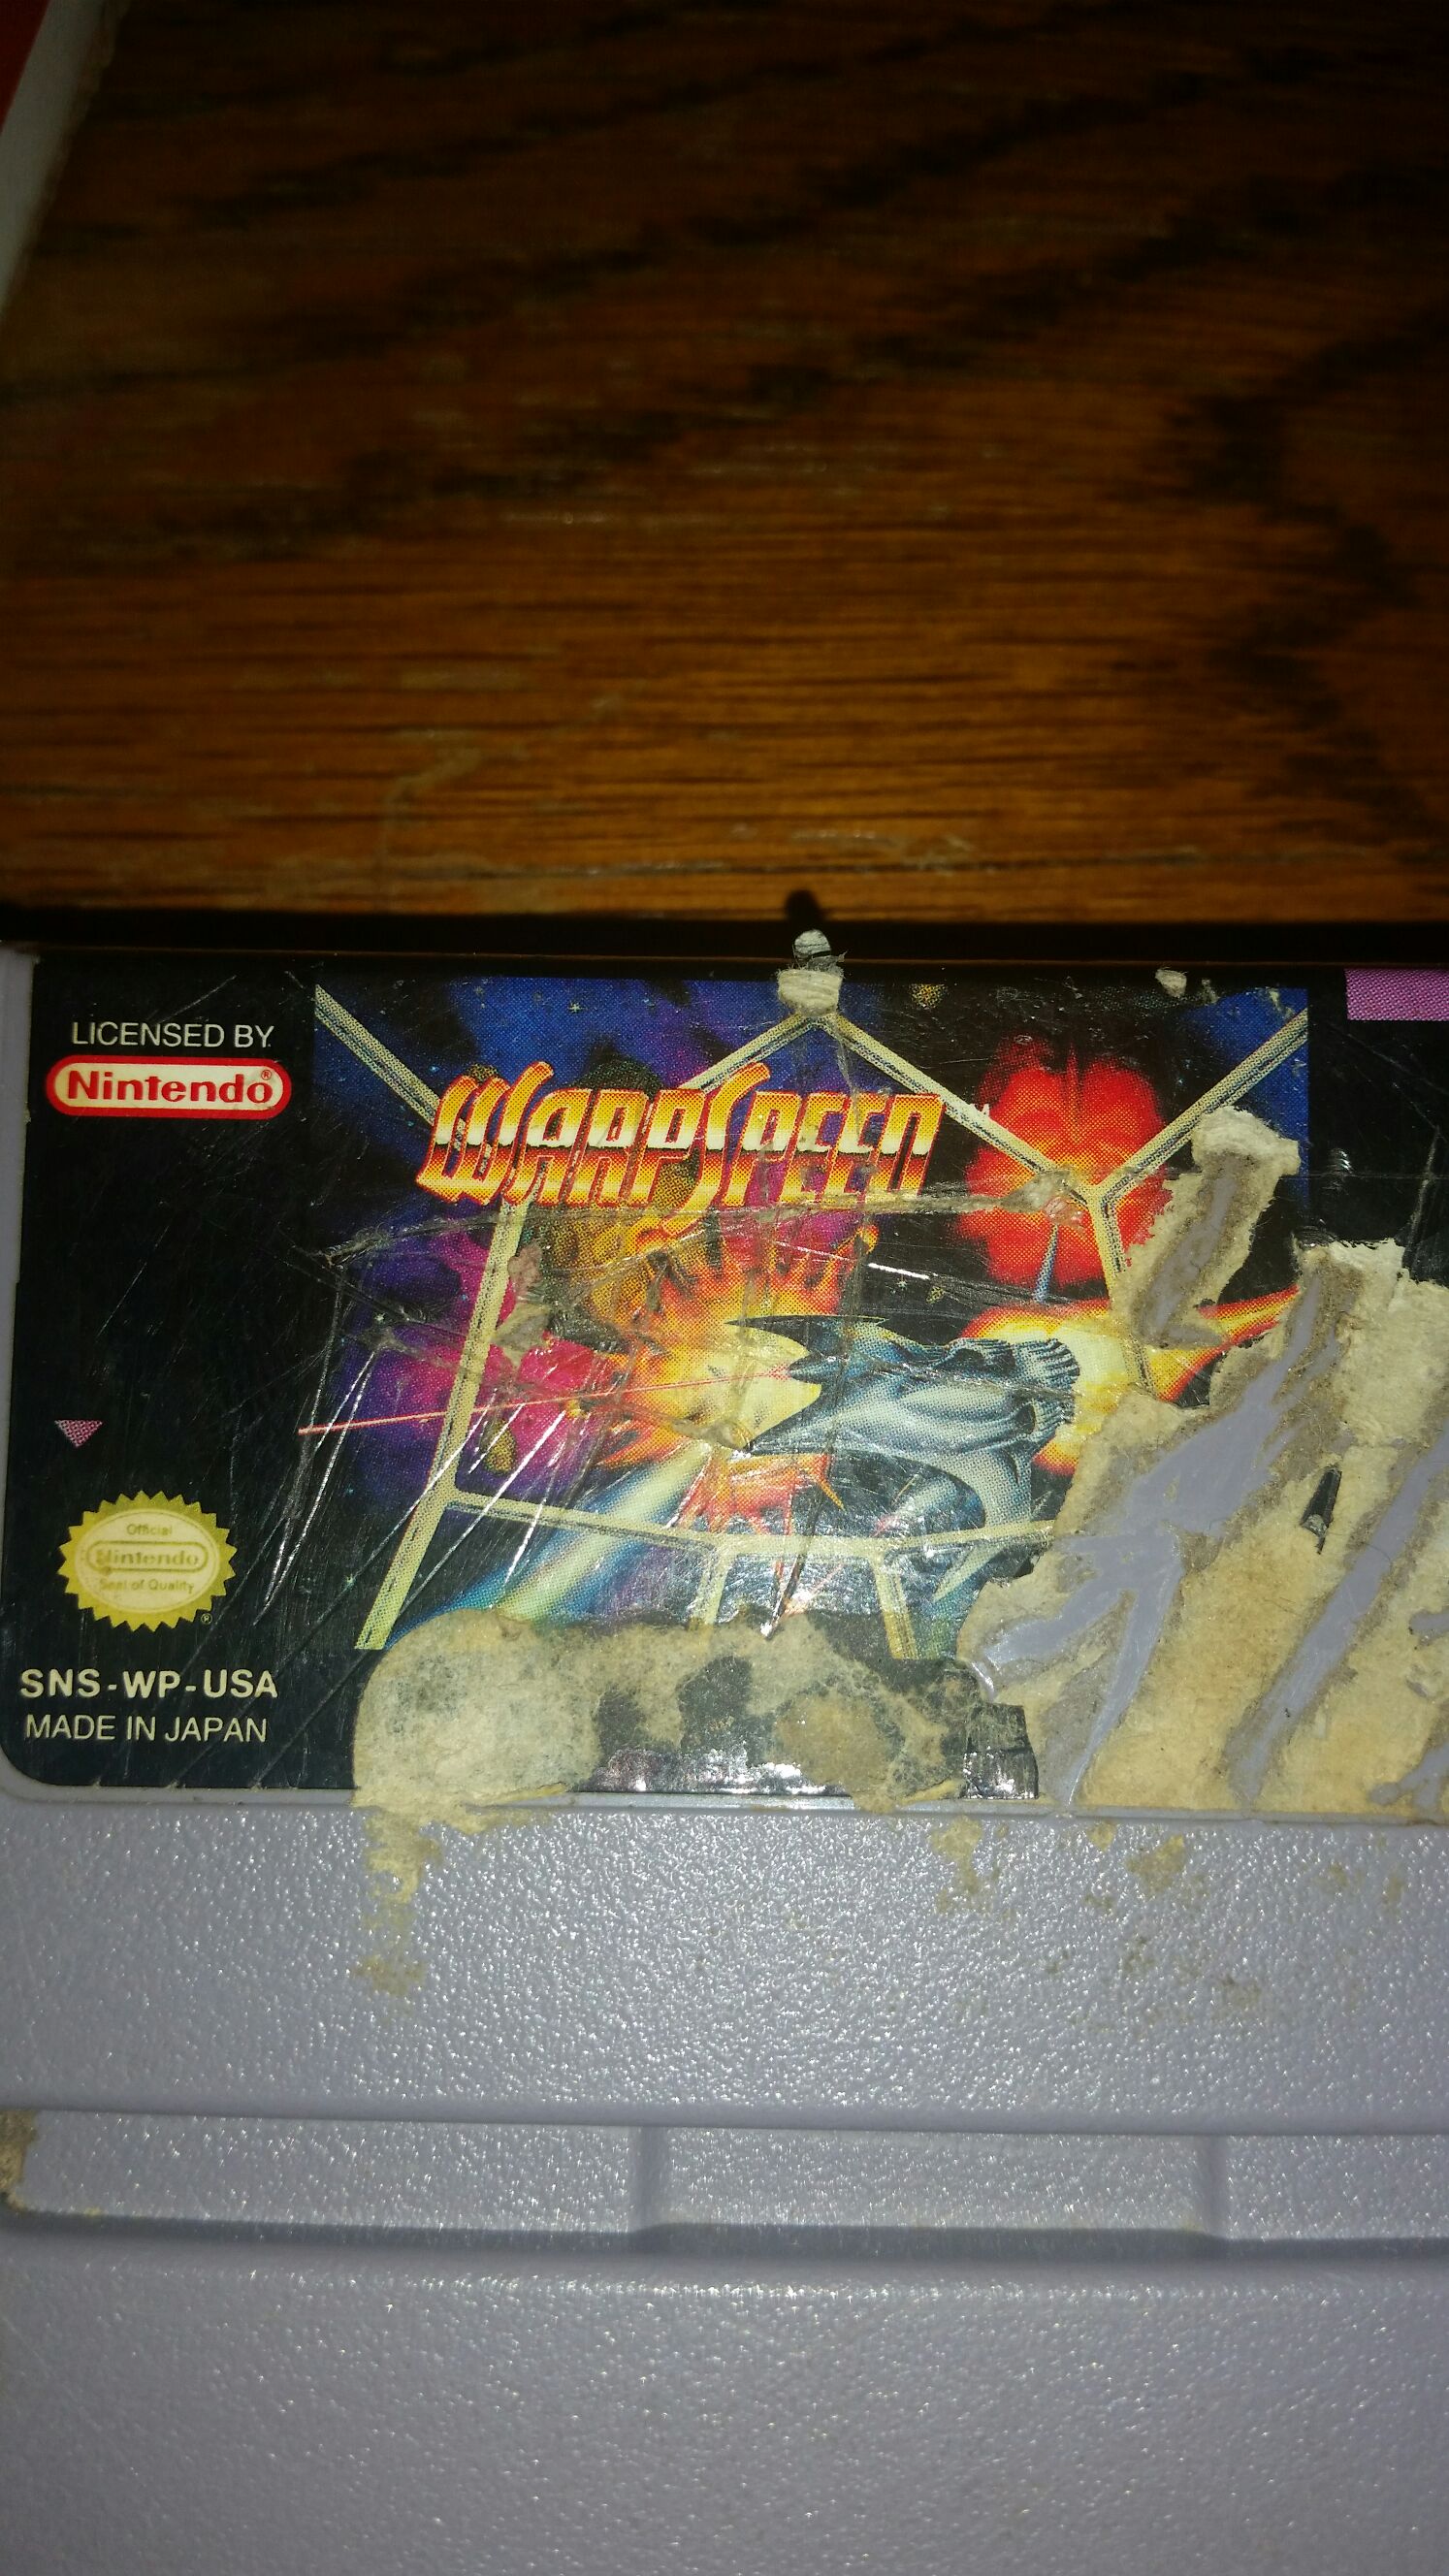 LICENSED BY
Nintendo®
WARPSPEED
Official
Nintendo
Seal of Quality
®
SNS-WP-USA
MADE IN JAPAN